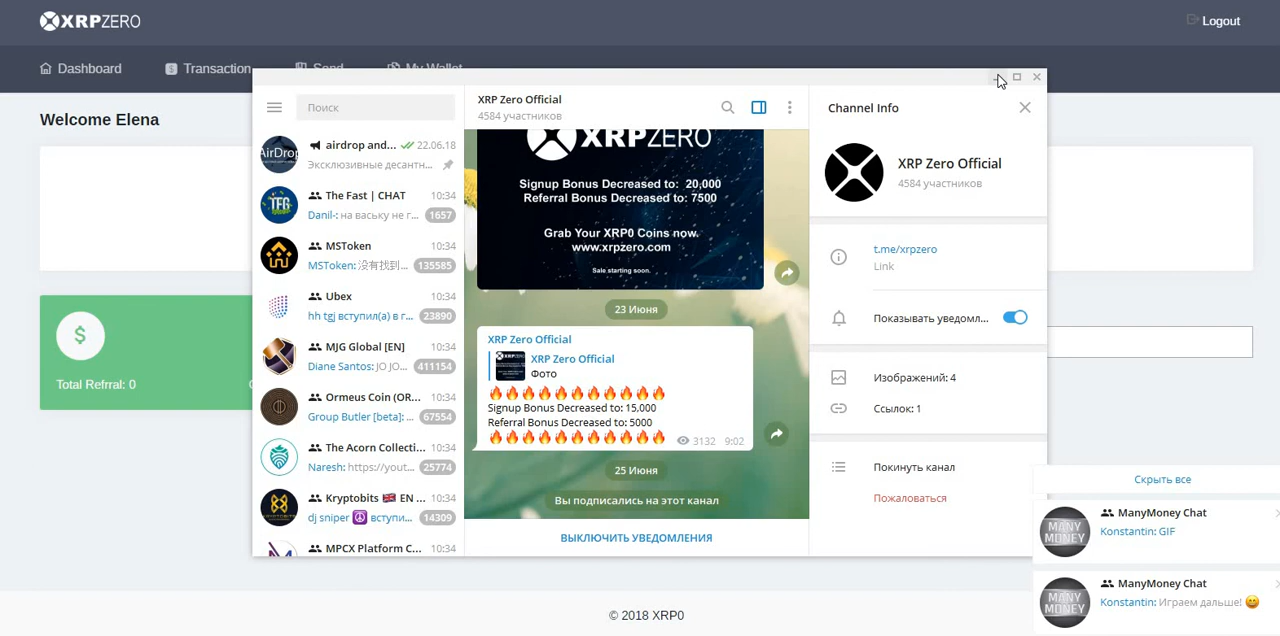 XRPZERO
Logout
Dashboard
Transaction
Send
My Wallet
Welcome Elena
Total Refrral: 0
Поиск
airdrop and... 22.06.18
Эксклюзивные десантн...
The Fast | CHAT 10:34
Danil-: на ваську не г... 1657
MSToken 10:34
MSToken: 没有找到... 135585
Ubex 10:34
hh tgj вступил(а) в г... 23890
MJG Global [EN] 10:34
Diane Santos: JO JO... 411154
Ormeus Coin (OR... 10:34
Group Butler [beta]: ... 67554
The Acorn Collecti... 10:34
Naresh: https://yout... 25774
Kryptobits 🇬🇧 EN ... 10:34
dj sniper ☮ вступи... 14309
MPCX Platform C... 10:34
XRP Zero Official
4584 участников
XRPZERO
Signup Bonus Decreased to: 20,000
Referral Bonus Decreased to: 7500
Grab Your XRP0 Coins now.
www.xrpzero.com
Sale starting soon.
23 Июня
XRP Zero Official
XRP Zero Official
Фото
🔥🔥🔥🔥🔥🔥🔥🔥🔥🔥🔥
Signup Bonus Decreased to: 15,000
Referral Bonus Decreased to: 5000
🔥🔥🔥🔥🔥🔥🔥🔥🔥🔥🔥 3132 9:02
25 Июня
Вы подписались на этот канал
ВЫКЛЮЧИТЬ УВЕДОМЛЕНИЯ
Channel Info
XRP Zero Official
4584 участников
t.me/xrpzero
Link
Показывать уведомл...
Изображений: 4
Ссылок: 1
Покинуть канал
Пожаловаться
Скрыть все
MANY MONEY
ManyMoney Chat
Konstantin: GIF
MANY MONEY
ManyMoney Chat
Konstantin: Играем дальше! 😄
© 2018 XRP0